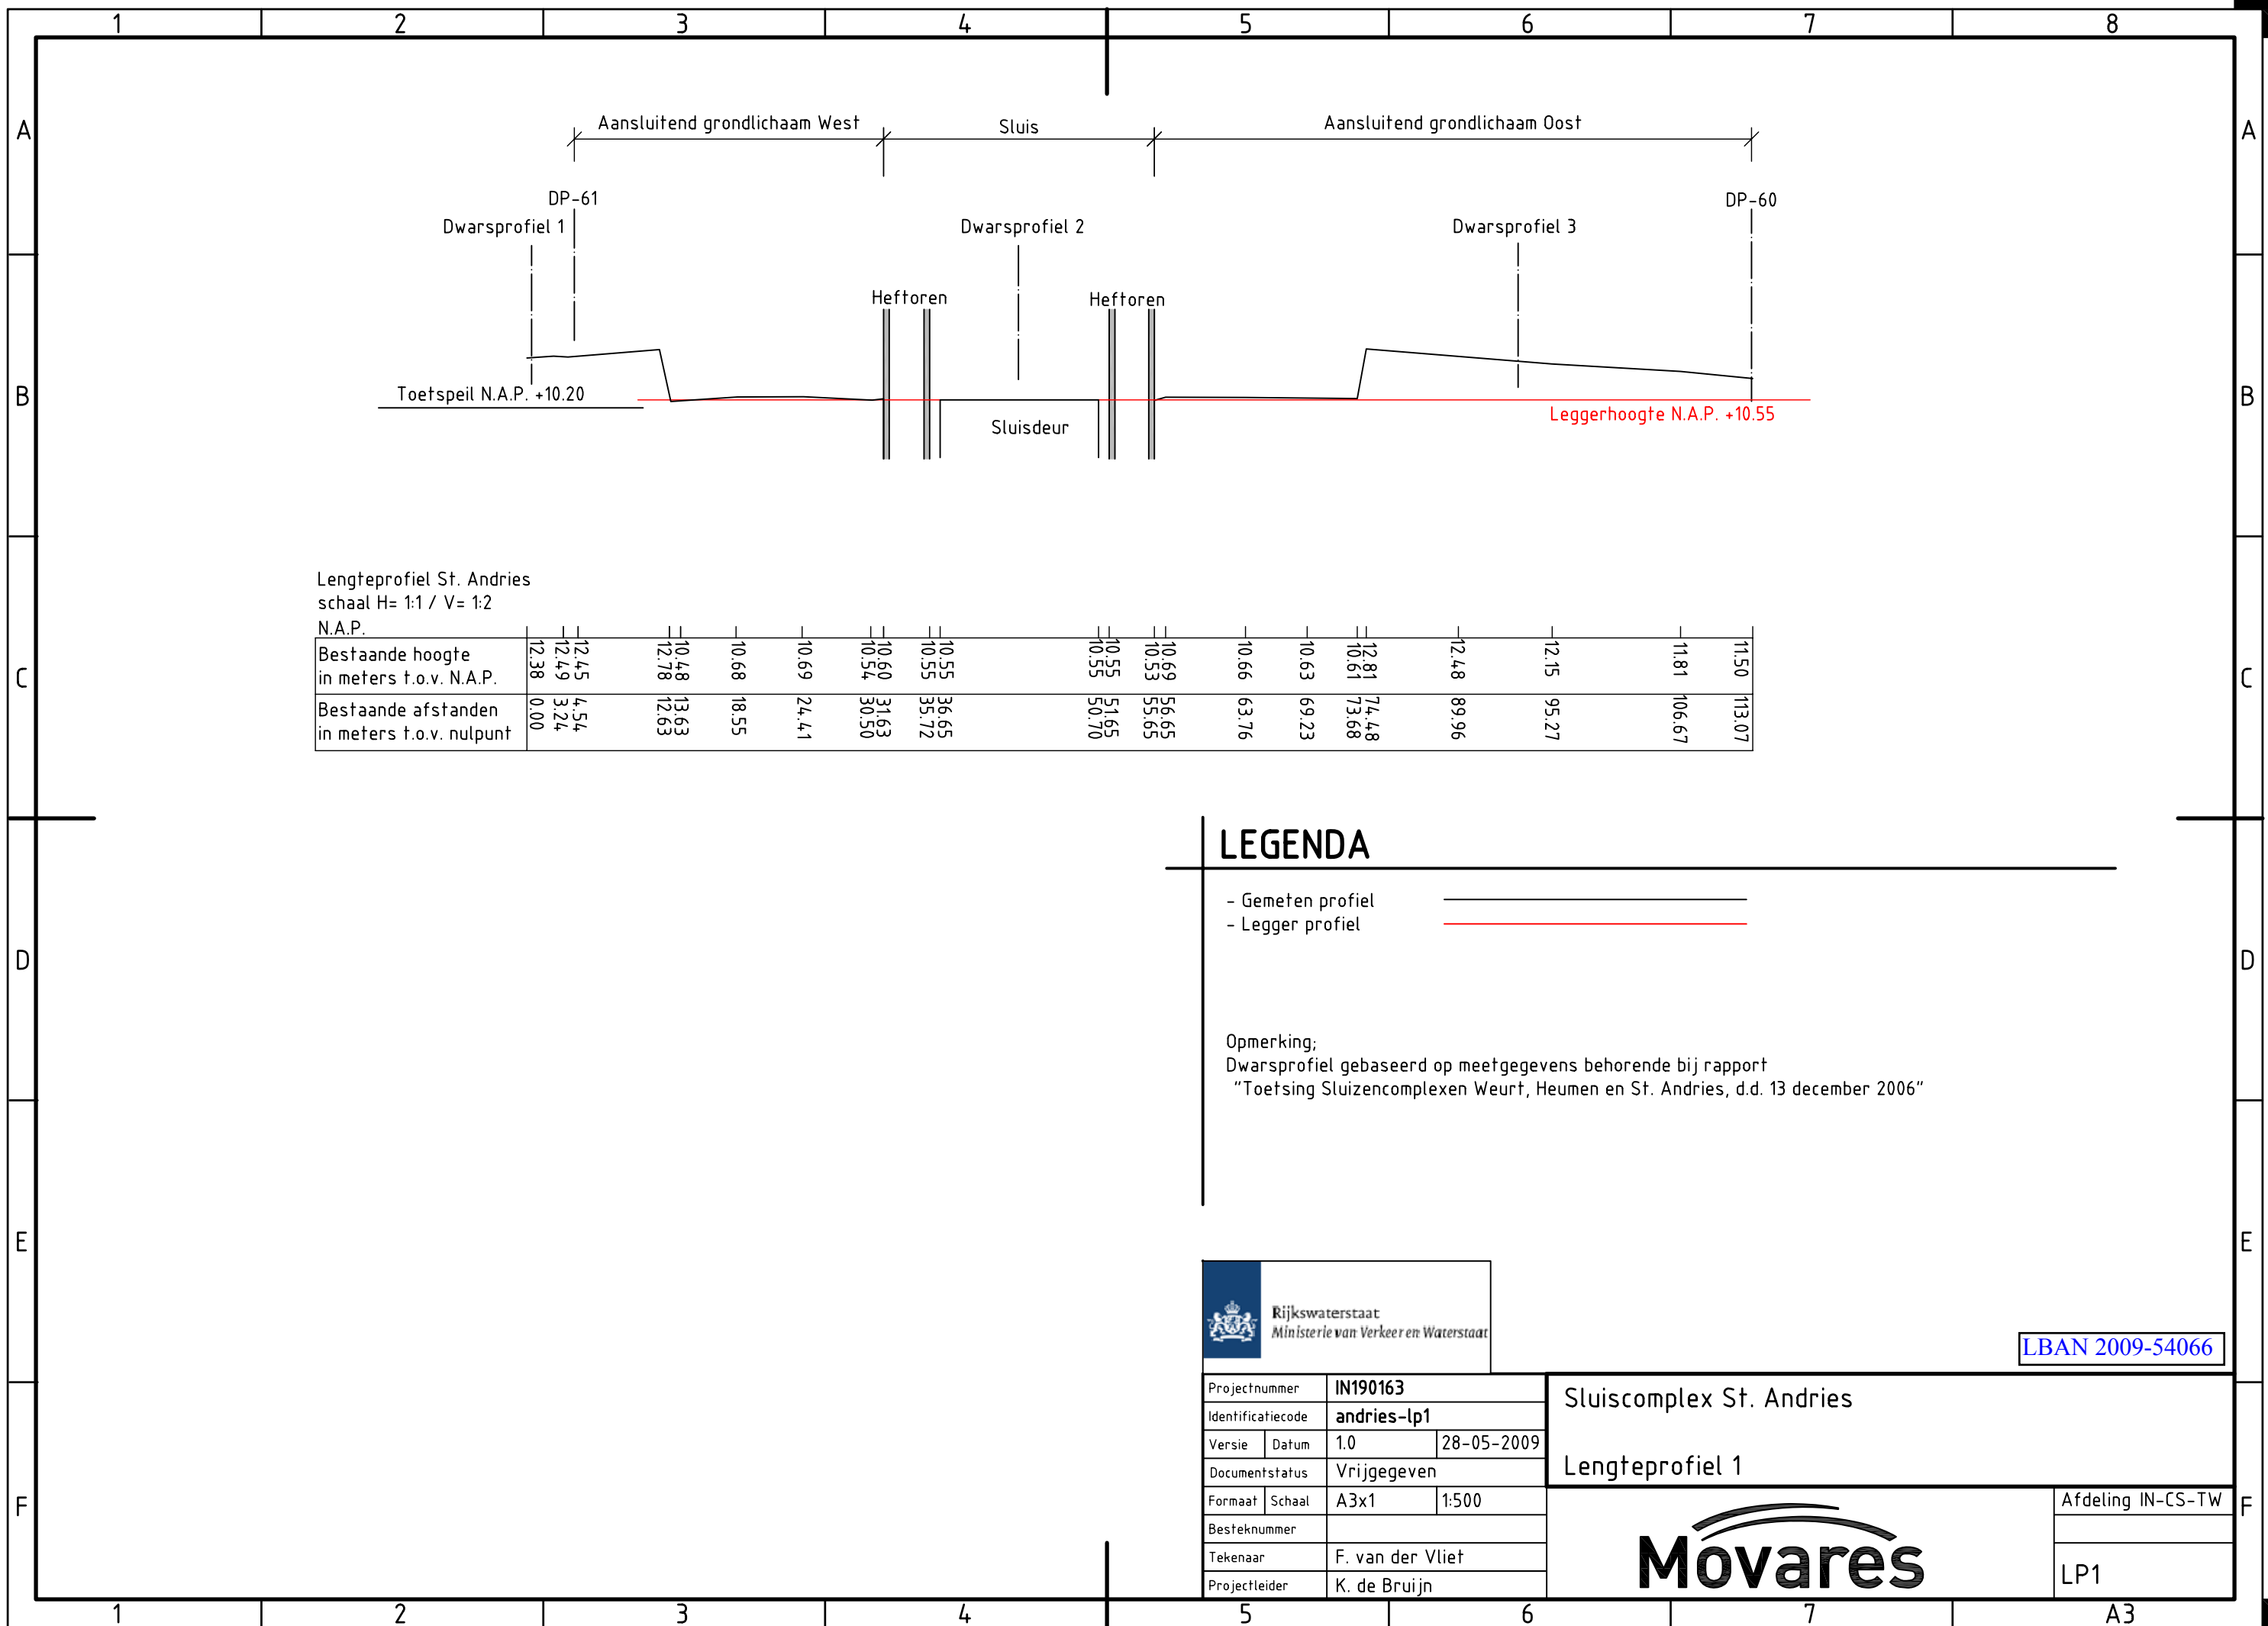 1 2 3 4 5 6 7 8
A A
B B
C C
D D
E E
F F
Aansluitend grondlichaam West
Sluis
Aansluitend grondlichaam Oost
DP-61
DP-60
Dwarsprofiel 1
Dwarsprofiel 2
Dwarsprofiel 3
Heftoren
Heftoren
Toetspeil N.A.P. +10.20
Leggerhoogte N.A.P. +10.55
Sluisdeur
Lengteprofiel St. Andries
schaal H= 1:1 / V= 1:2
N.A.P.
Bestaande hoogte
in meters t.o.v. N.A.P.
12.38 12.49 12.45 12.78 10.48 10.68 10.69 10.54 10.60 10.55 10.55 10.55 10.55 10.53 10.69 10.66 10.63 10.61 12.81 12.48 12.15 11.81 11.50
Bestaande afstanden
in meters t.o.v. nulpunt
0.00 3.24 4.54 12.63 13.63 18.55 24.41 30.50 31.63 35.72 36.65 50.70 51.65 55.65 56.65 63.76 69.23 73.68 74.48 89.96 95.27 106.67 113.07
LEGENDA
- Gemeten profiel
- Legger profiel
Opmerking;
Dwarsprofiel gebaseerd op meetgegevens behorende bij rapport
"Toetsing Sluizencomplexen Weurt, Heumen en St. Andries, d.d. 13 december 2006"
Rijkswaterstaat
Ministerie van Verkeer en Waterstaat
LBAN 2009-54066
Projectnummer IN190163
Identificatiecode andries-lp1
Versie Datum 1.0 28-05-2009
Documentstatus Vrijgegeven
Formaat Schaal A3x1 1:500
Besteknummer
Tekenaar F. van der Vliet
Projectleider K. de Bruijn
Sluiscomplex St. Andries
Lengteprofiel 1
Movares
Afdeling IN-CS-TW
LP1
1 2 3 4 5 6 7 A3